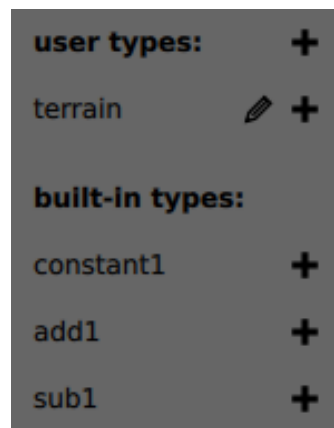 user types:
terrain
built-in types:
constant1
add1
sub1